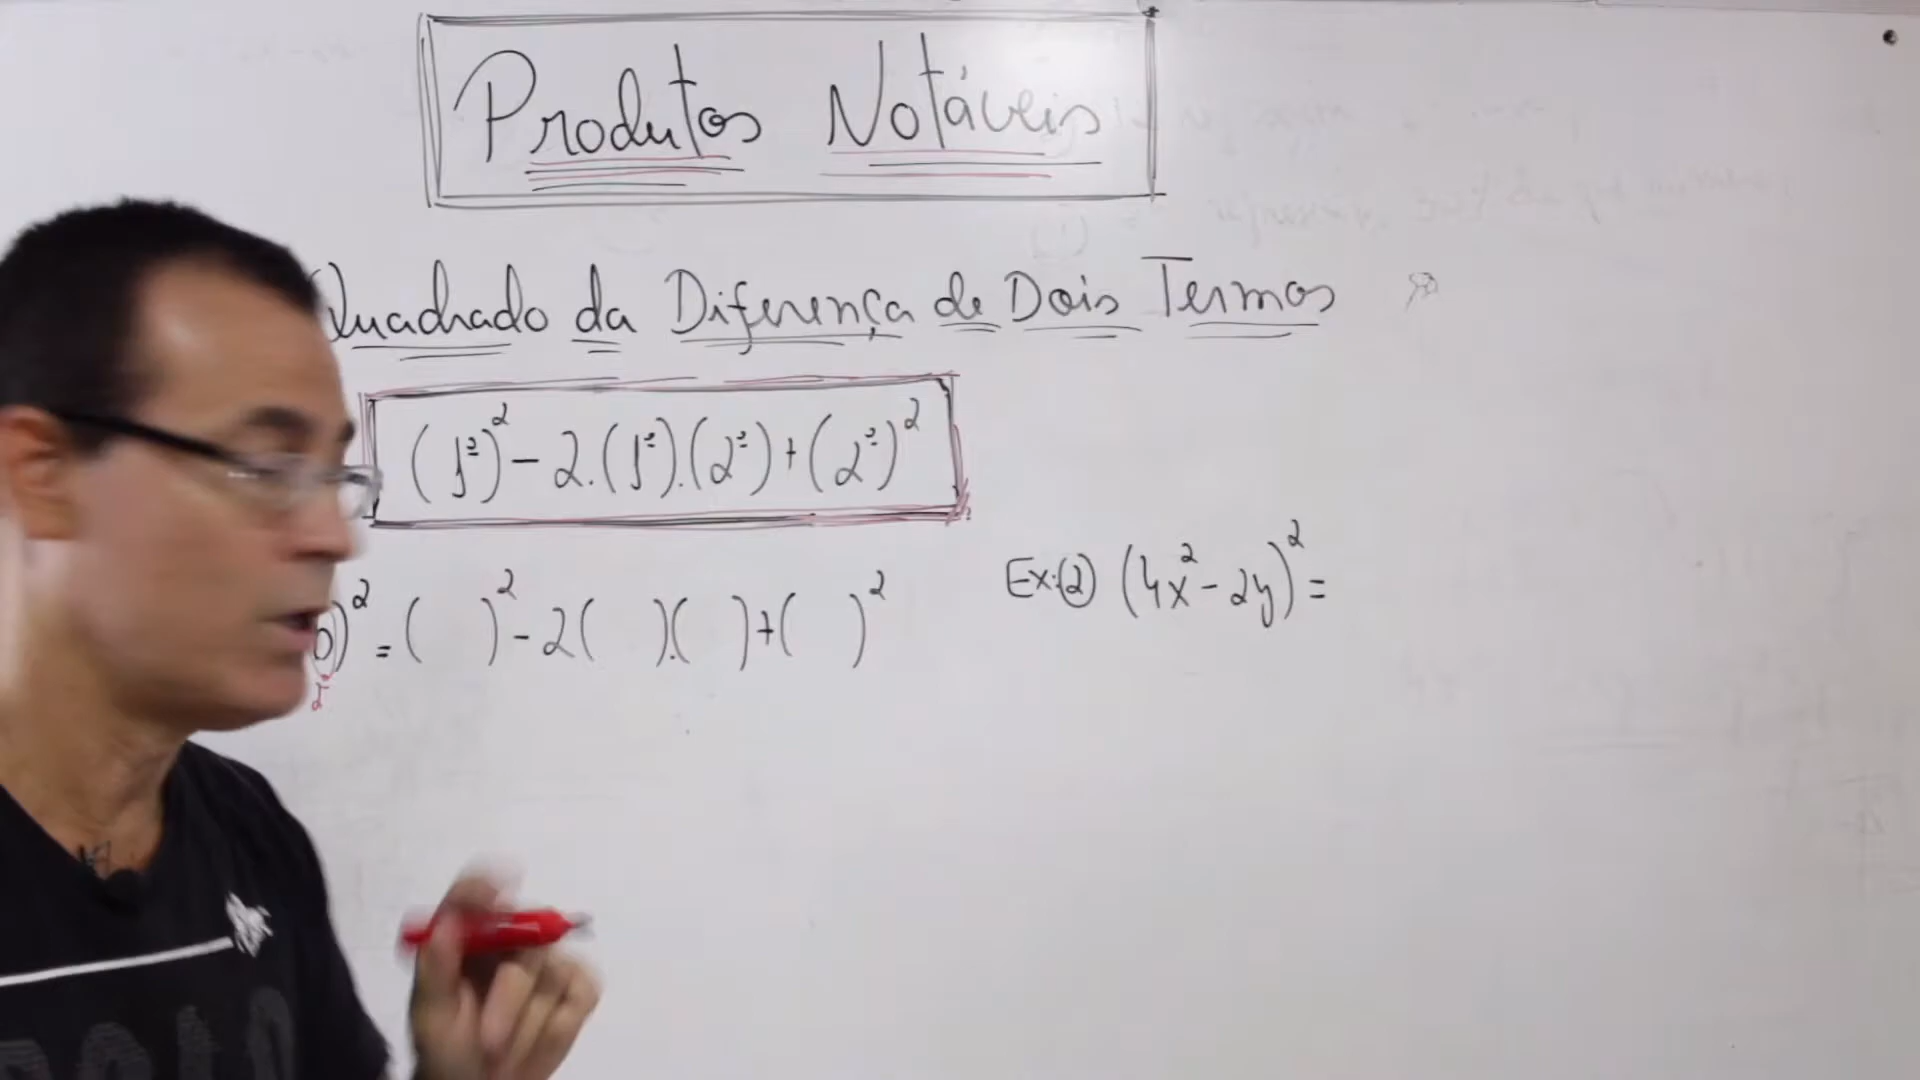 Produtos Notáveis
Quadrado da Diferença de Dois Termos
(1º)² - 2.(1º).(2º) + (2º)²
)² = ( )² - 2( ).( ) + ( )²
Ex:② (4x² - 2y)² =